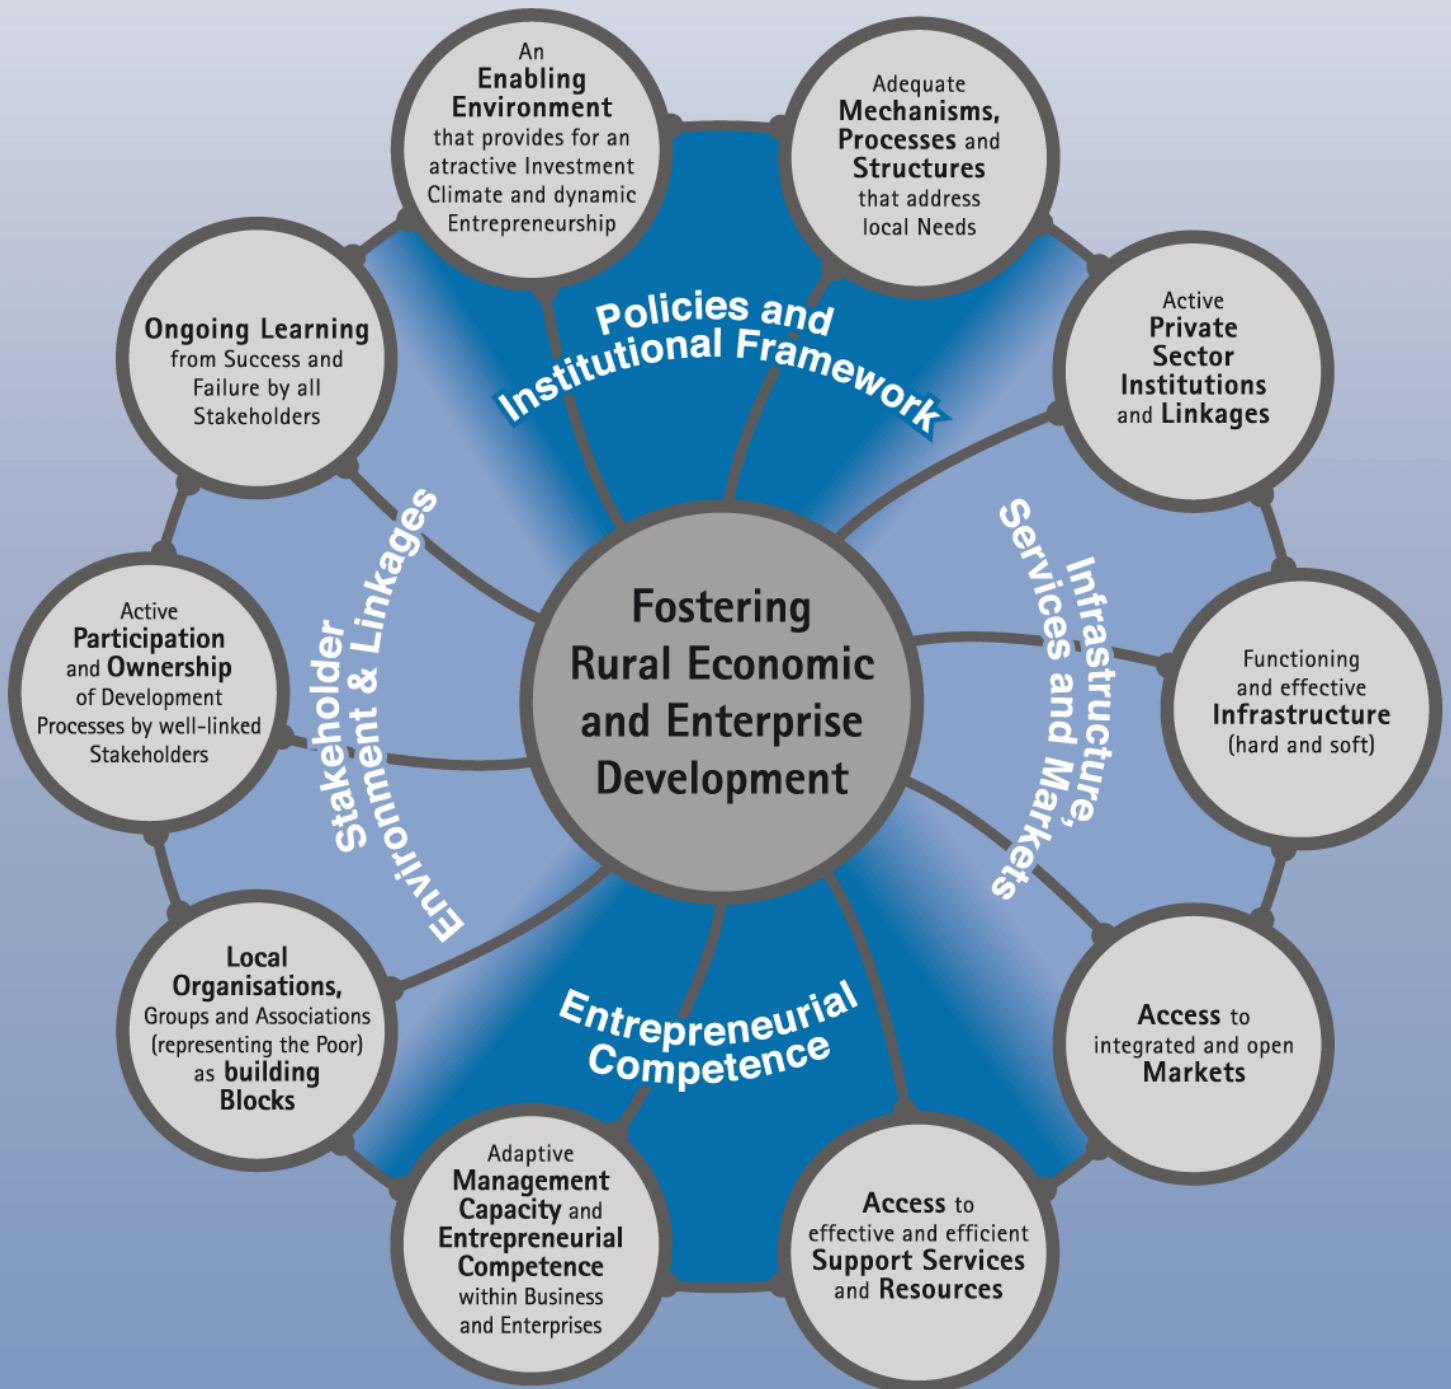 An
Enabling
Environment
that provides for an
atractive Investment
Climate and dynamic
Entrepreneurship
Adequate
Mechanisms,
Processes and
Structures
that address
local Needs
Active
Private
Sector
Institutions
and Linkages
Functioning
and effective
Infrastructure
(hard and soft)
Access to
integrated and open
Markets
Access to
effective and efficient
Support Services
and Resources
Adaptive
Management
Capacity and
Entrepreneurial
Competence
within Business
and Enterprises
Local
Organisations,
Groups and Associations
(representing the Poor)
as building
Blocks
Active
Participation
and Ownership
of Development
Processes by well-linked
Stakeholders
Ongoing Learning
from Success and
Failure by all
Stakeholders
Policies and
Institutional Framework
Infrastructure,
Services and Markets
Entrepreneurial
Competence
Stakeholder
Environment & Linkages
Fostering
Rural Economic
and Enterprise
Development